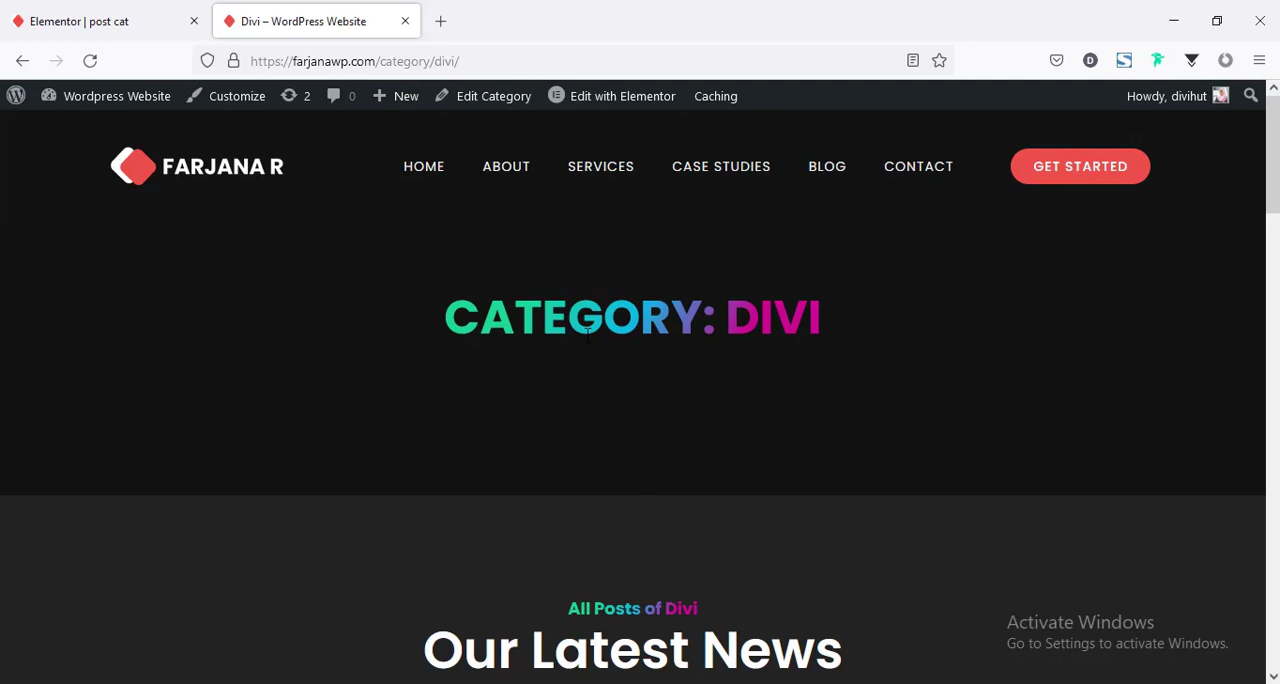 Elementor | post cat
Divi – WordPress Website
https://farjanawp.com/category/divi/
Wordpress Website
Customize
2
0
New
Edit Category
Edit with Elementor
Caching
Howdy, divihut
FARJANA R
HOME
ABOUT
SERVICES
CASE STUDIES
BLOG
CONTACT
GET STARTED
CATEGORY: DIVI
All Posts of Divi
Our Latest News
Activate Windows
Go to Settings to activate Windows.